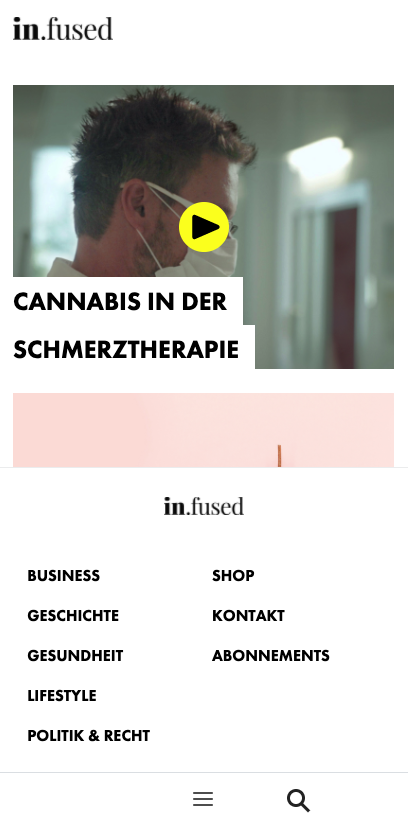 in.fused
CANNABIS IN DER
SCHMERZTHERAPIE
in.fused
BUSINESS
SHOP
GESCHICHTE
KONTAKT
GESUNDHEIT
ABONNEMENTS
LIFESTYLE
POLITIK & RECHT